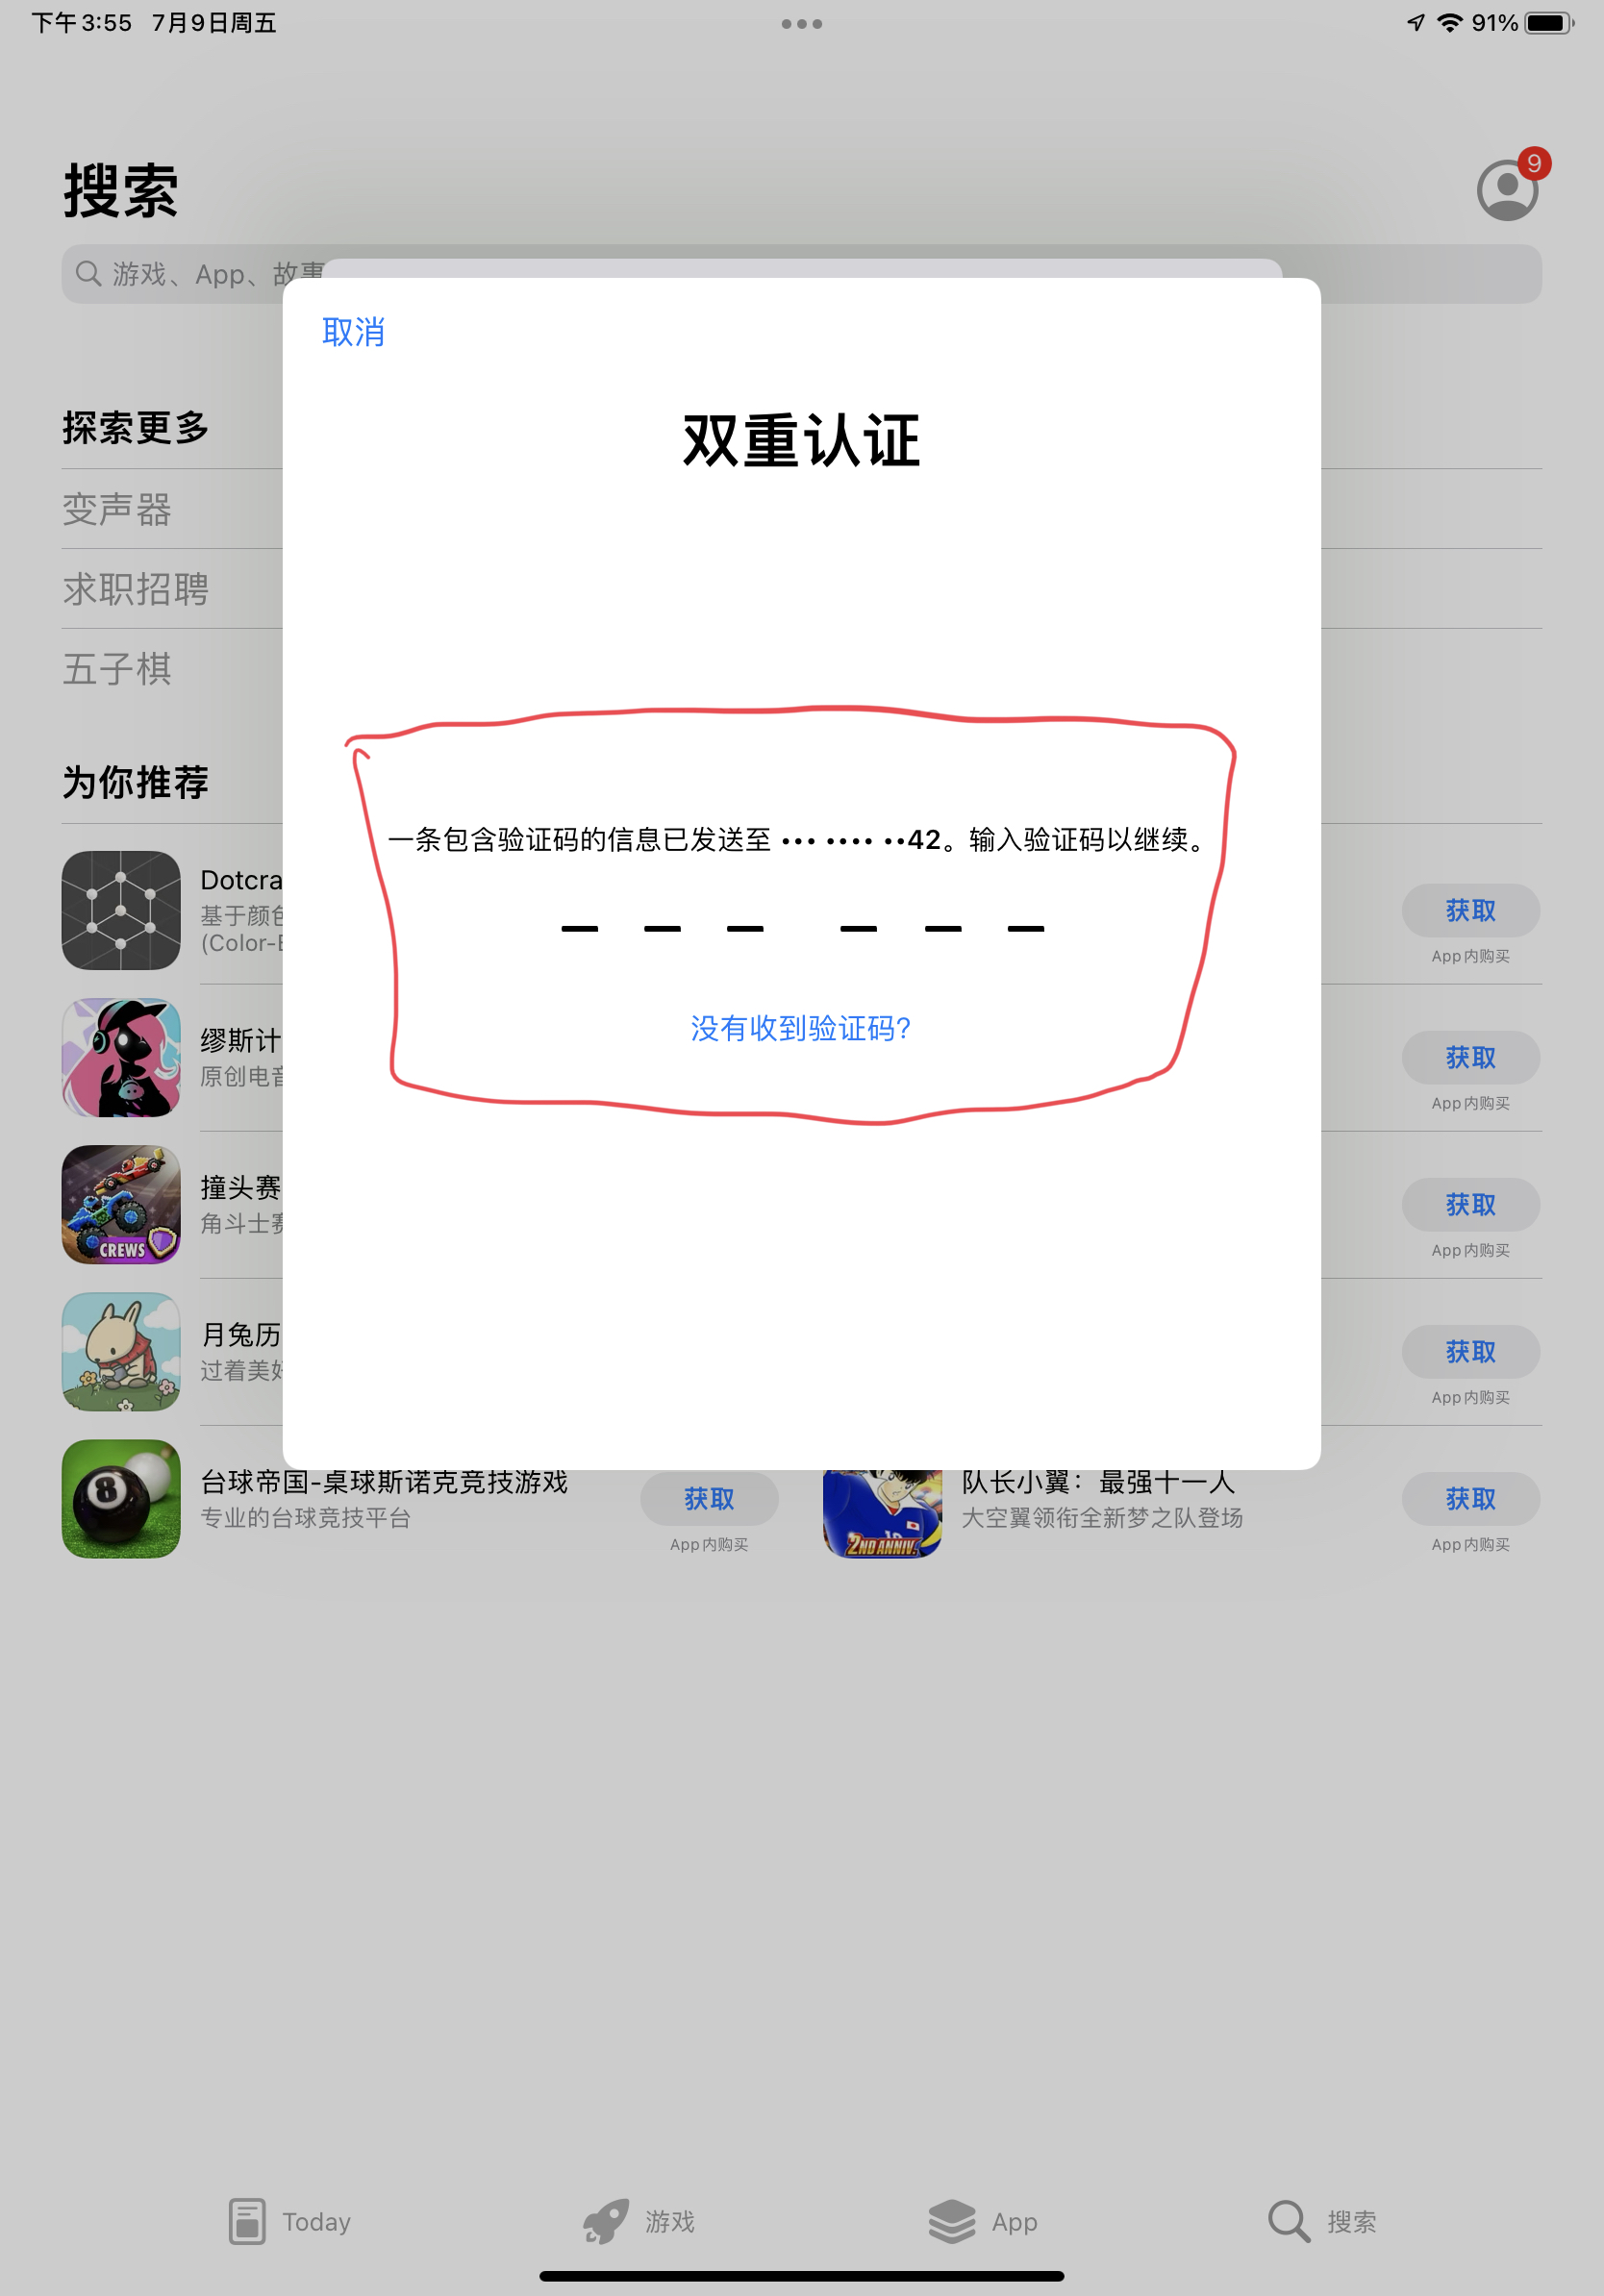 下午3:55 7月9日周五
91%
搜索
9
游戏、App、故事
取消
双重认证
探索更多
变声器
求职招聘
五子棋
一条包含验证码的信息已发送至 ••• •••• ••42。输入验证码以继续。
没有收到验证码?
为你推荐
Dotcra
基于颜色
(Color-B
获取
App内购买
缪斯计
原创电音
获取
App内购买
撞头赛
角斗士赛
CREWS
获取
App内购买
月兔历
过着美好
获取
App内购买
8
台球帝国-桌球斯诺克竞技游戏
专业的台球竞技平台
获取
App内购买
2ND ANNIV.
队长小翼：最强十一人
大空翼领衔全新梦之队登场
获取
App内购买
Today
游戏
App
搜索